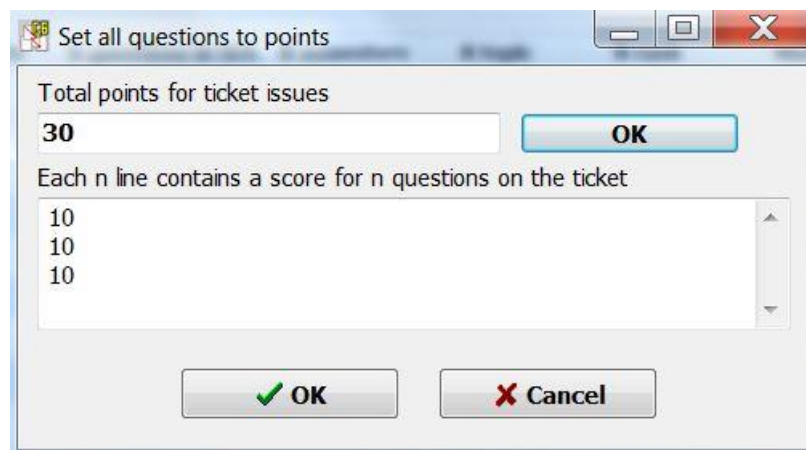 Set all questions to points
Total points for ticket issues
30
OK
Each n line contains a score for n questions on the ticket
10
10
10
OK
Cancel